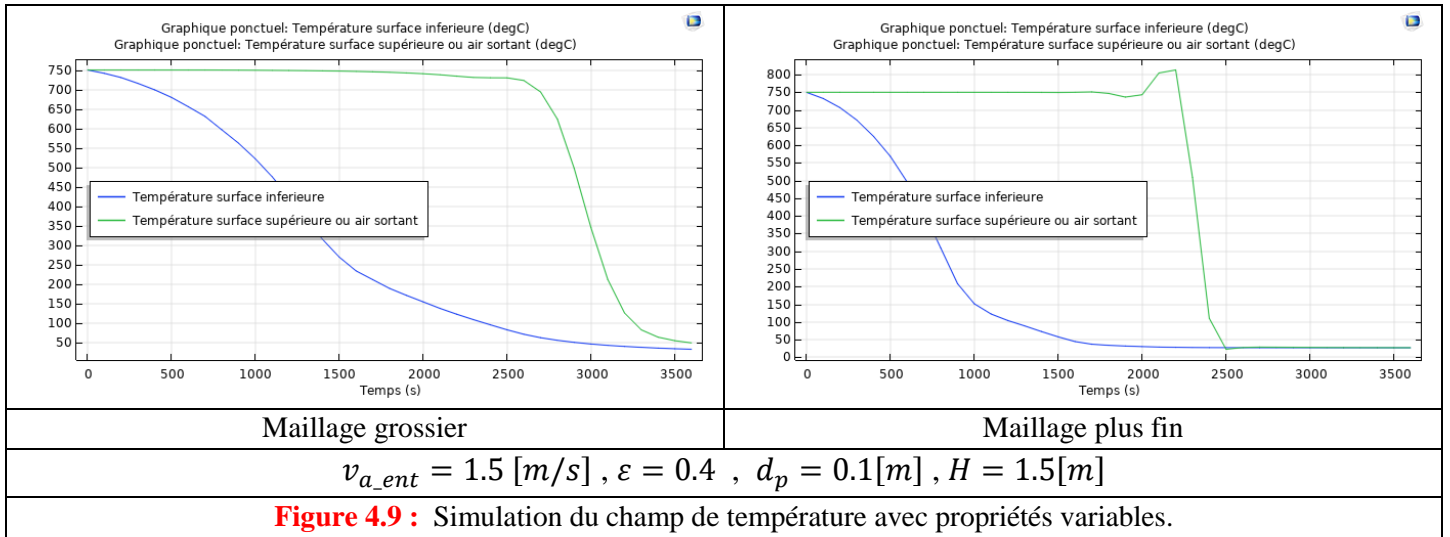 Graphique ponctuel: Température surface inferieure (degC)
Graphique ponctuel: Température surface supérieure ou air sortant (degC)
750
700
650
600
550
500
450
400
350
300
250
200
150
100
50
Température surface inferieure
Température surface supérieure ou air sortant
0 500 1000 1500 2000 2500 3000 3500
Temps (s)
Graphique ponctuel: Température surface inferieure (degC)
Graphique ponctuel: Température surface supérieure ou air sortant (degC)
800
750
700
650
600
550
500
450
400
350
300
250
200
150
100
50
0
Température surface inferieure
Température surface supérieure ou air sortant
0 500 1000 1500 2000 2500 3000 3500
Temps (s)
Maillage grossier
Maillage plus fin
v_{a_ent} = 1.5 [m/s] , ε = 0.4 , d_p = 0.1[m] , H = 1.5[m]
Figure 4.9 : Simulation du champ de température avec propriétés variables.